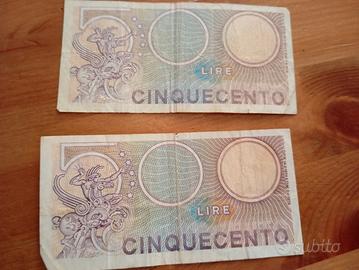 500
LIRE
CINQUECENTO
500
LIRE
CINQUECENTO
subito